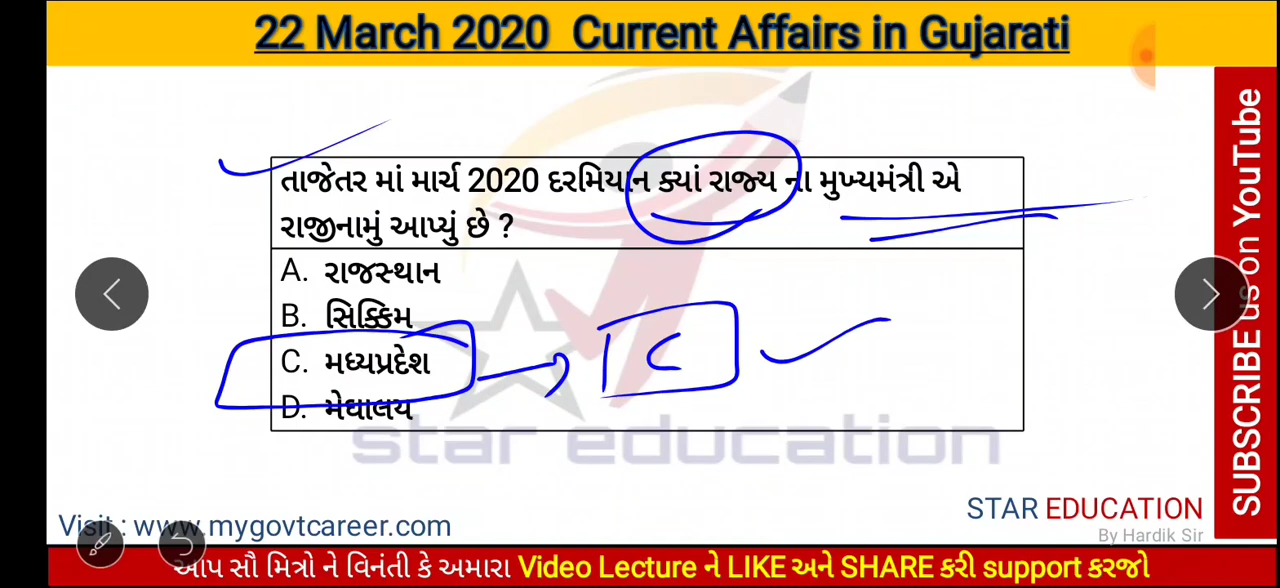 22 March 2020 Current Affairs in Gujarati
તાજેતર માં માર્ચ 2020 દરમિયાન ક્યાં રાજ્ય ના મુખ્યમંત્રી એ
રાજીનામું આપ્યું છે ?
A. રાજસ્થાન
B. સિક્કિમ
C. મધ્યપ્રદેશ
D. મેઘાલય
C
star education
Visit : www.mygovtcareer.com
STAR EDUCATION
By Hardik Sir
આપ સૌ મિત્રો ને વિનંતી કે અમારા Video Lecture ને LIKE અને SHARE કરી support કરજો
SUBSCRIBE us on YouTube